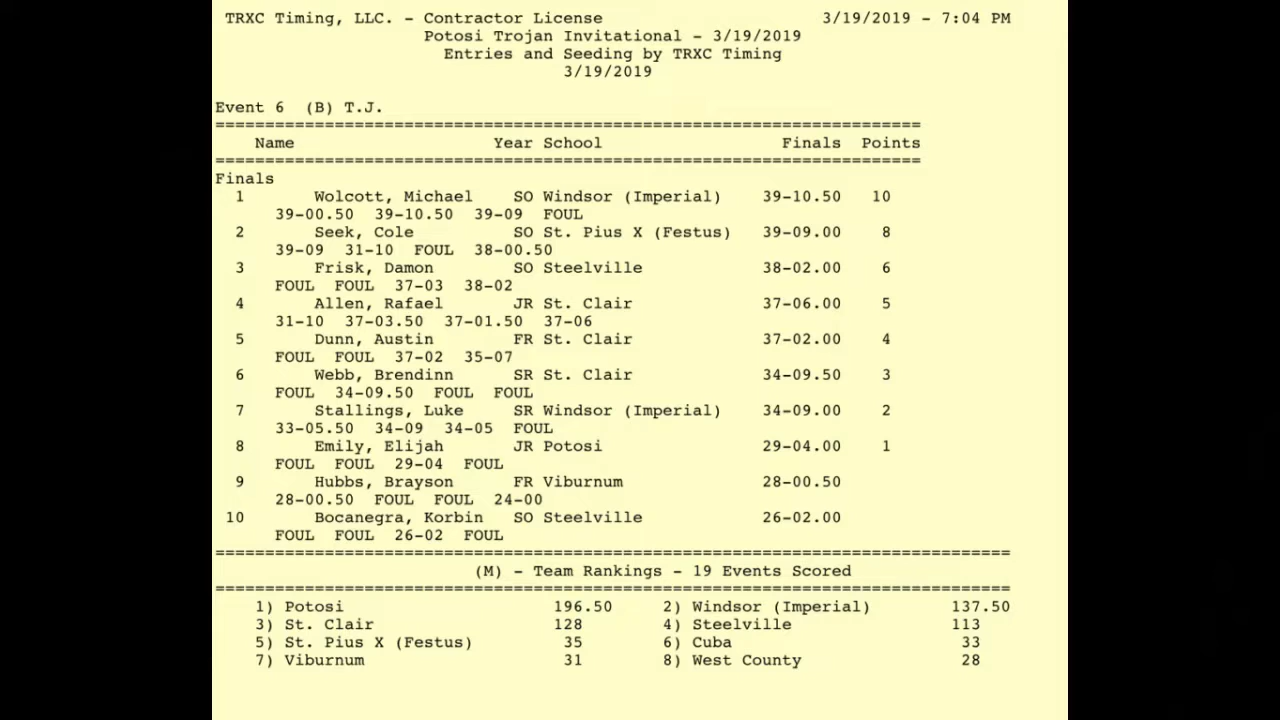 TRXC Timing, LLC. - Contractor License 3/19/2019 - 7:04 PM
Potosi Trojan Invitational - 3/19/2019
Entries and Seeding by TRXC Timing
3/19/2019
Event 6 (B) T.J.
================================================================================
Name Year School Finals Points
================================================================================
Finals
1 Wolcott, Michael SO Windsor (Imperial) 39-10.50 10
39-00.50 39-10.50 39-09 FOUL
2 Seek, Cole SO St. Pius X (Festus) 39-09.00 8
39-09 31-10 FOUL 38-00.50
3 Frisk, Damon SO Steelville 38-02.00 6
FOUL FOUL 37-03 38-02
4 Allen, Rafael JR St. Clair 37-06.00 5
31-10 37-03.50 37-01.50 37-06
5 Dunn, Austin FR St. Clair 37-02.00 4
FOUL FOUL 37-02 35-07
6 Webb, Brendinn SR St. Clair 34-09.50 3
FOUL 34-09.50 FOUL FOUL
7 Stallings, Luke SR Windsor (Imperial) 34-09.00 2
33-05.50 34-09 34-05 FOUL
8 Emily, Elijah JR Potosi 29-04.00 1
FOUL FOUL 29-04 FOUL
9 Hubbs, Brayson FR Viburnum 28-00.50
28-00.50 FOUL FOUL 24-00
10 Bocanegra, Korbin SO Steelville 26-02.00
FOUL FOUL 26-02 FOUL
================================================================================
(M) - Team Rankings - 19 Events Scored
================================================================================
1) Potosi 196.50 2) Windsor (Imperial) 137.50
3) St. Clair 128 4) Steelville 113
5) St. Pius X (Festus) 35 6) Cuba 33
7) Viburnum 31 8) West County 28